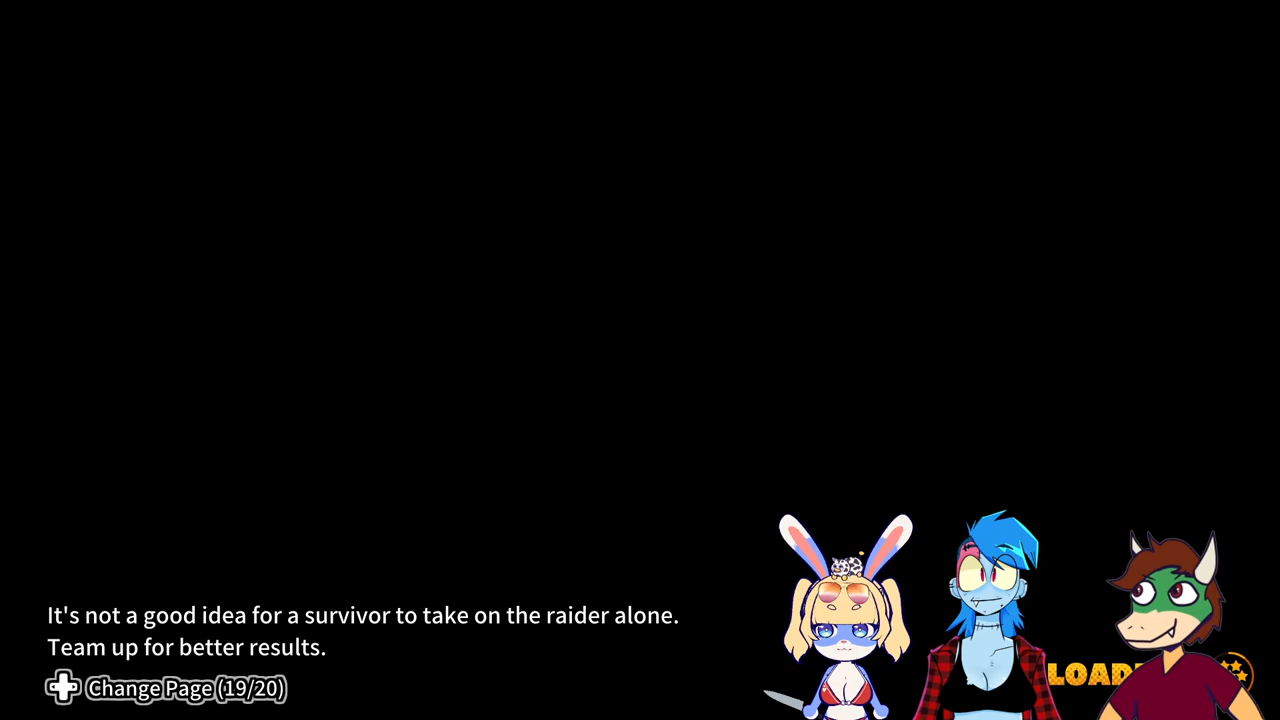 It's not a good idea for a survivor to take on the raider alone.
Team up for better results.
Change Page (19/20)
LOAD